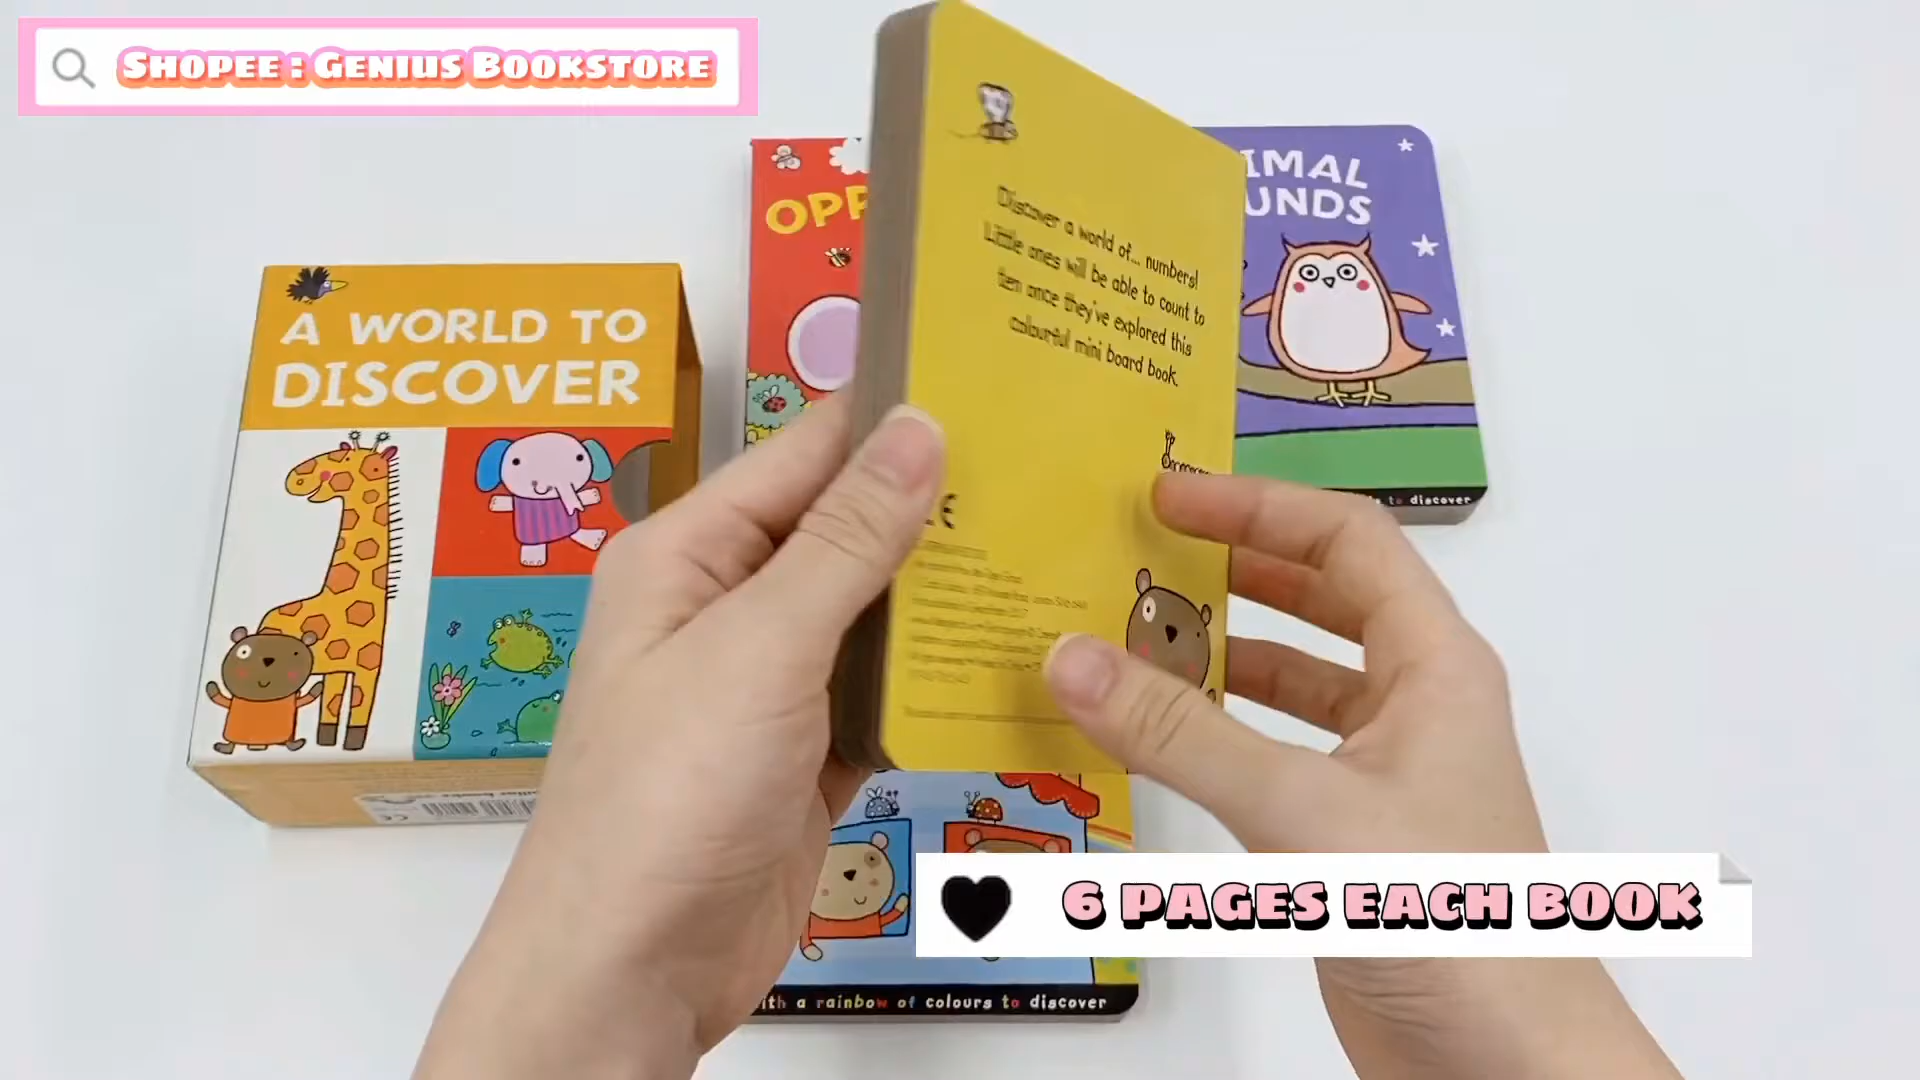 Shopee : Genius Bookstore
OPP
IMAL
UNDS
to discover
A WORLD TO
DISCOVER
Discover a world of... numbers!
Little ones will be able to count to
ten once they've explored this
colourful mini board book.
CE
ith a rainbow of colours to discover
6 PAGES EACH BOOK